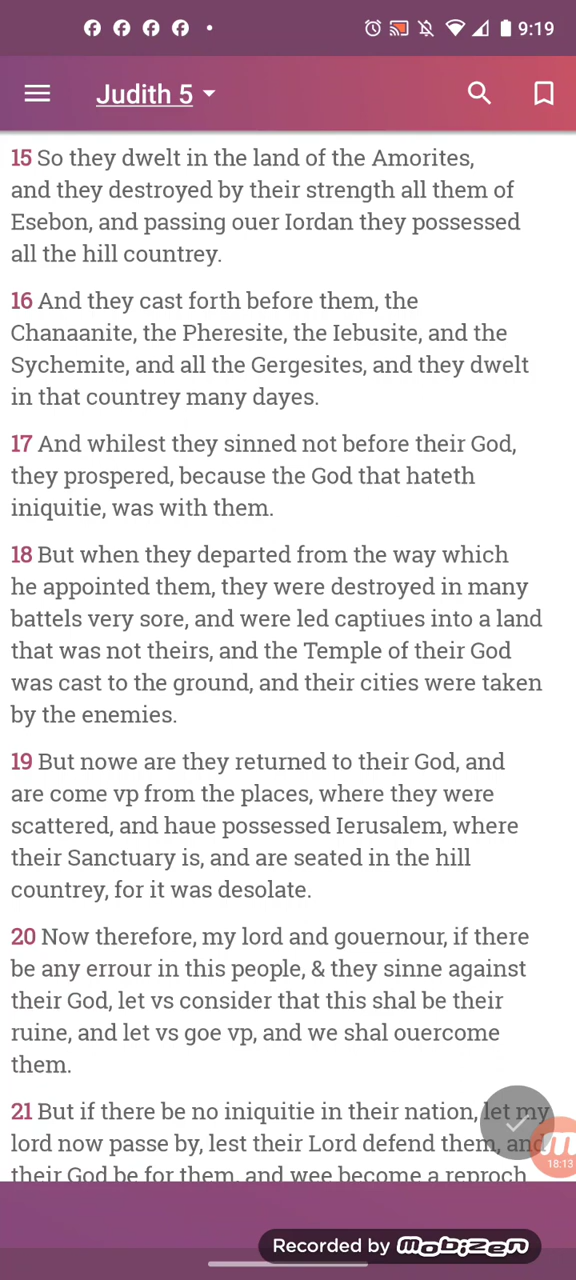 9:19
Judith 5
15 So they dwelt in the land of the Amorites,
and they destroyed by their strength all them of
Esebon, and passing ouer Iordan they possessed
all the hill countrey.
16 And they cast forth before them, the
Chanaanite, the Pheresite, the Iebusite, and the
Sychemite, and all the Gergesites, and they dwelt
in that countrey many dayes.
17 And whilest they sinned not before their God,
they prospered, because the God that hateth
iniquitie, was with them.
18 But when they departed from the way which
he appointed them, they were destroyed in many
battels very sore, and were led captiues into a land
that was not theirs, and the Temple of their God
was cast to the ground, and their cities were taken
by the enemies.
19 But nowe are they returned to their God, and
are come vp from the places, where they were
scattered, and haue possessed Ierusalem, where
their Sanctuary is, and are seated in the hill
countrey, for it was desolate.
20 Now therefore, my lord and gouernour, if there
be any errour in this people, & they sinne against
their God, let vs consider that this shal be their
ruine, and let vs goe vp, and we shal ouercome
them.
21 But if there be no iniquitie in their nation, let my
lord now passe by, lest their Lord defend them, and
their God be for them, and wee become a reproch
18:13
Recorded by mobizen